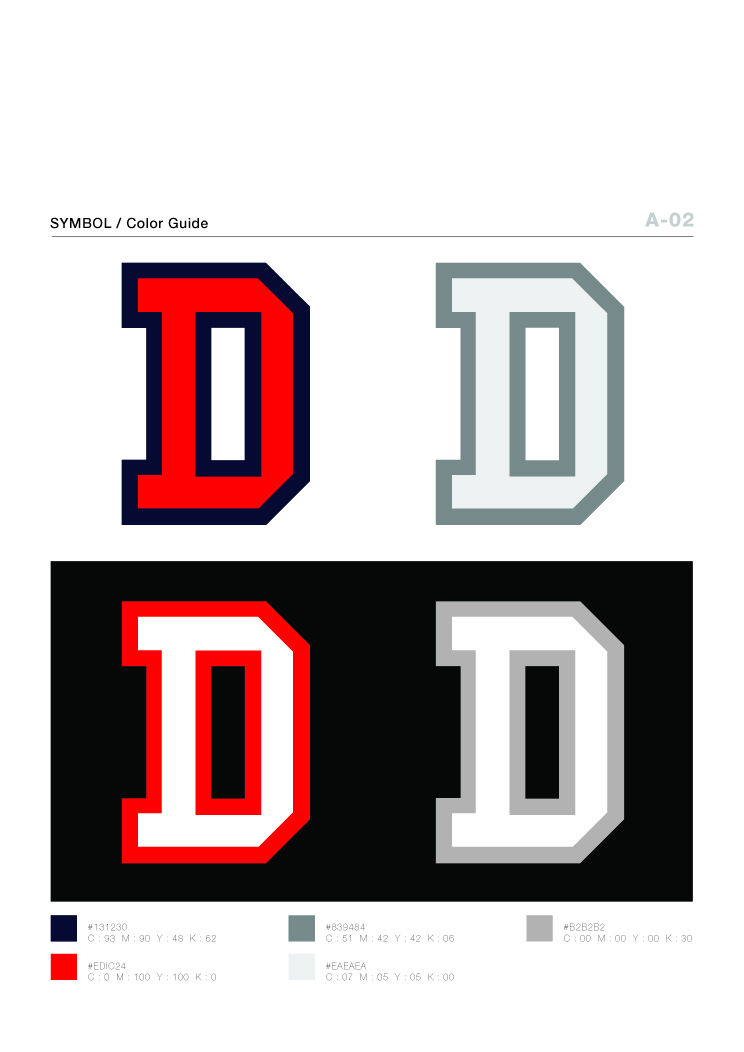 SYMBOL / Color Guide
A-02
D
D
D
D
#131230
C : 93 M : 90 Y : 48 K : 62
#839484
C : 51 M : 42 Y : 42 K : 06
#B2B2B2
C : 00 M : 00 Y : 00 K : 30
#EDIC24
C : 0 M : 100 Y : 100 K : 0
#EAEAEA
C : 07 M : 05 Y : 05 K : 00